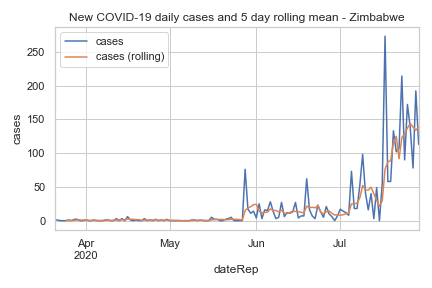 New COVID-19 daily cases and 5 day rolling mean - Zimbabwe
cases
cases (rolling)
250
200
150
100
50
0
cases
Apr
2020
May
Jun
Jul
dateRep